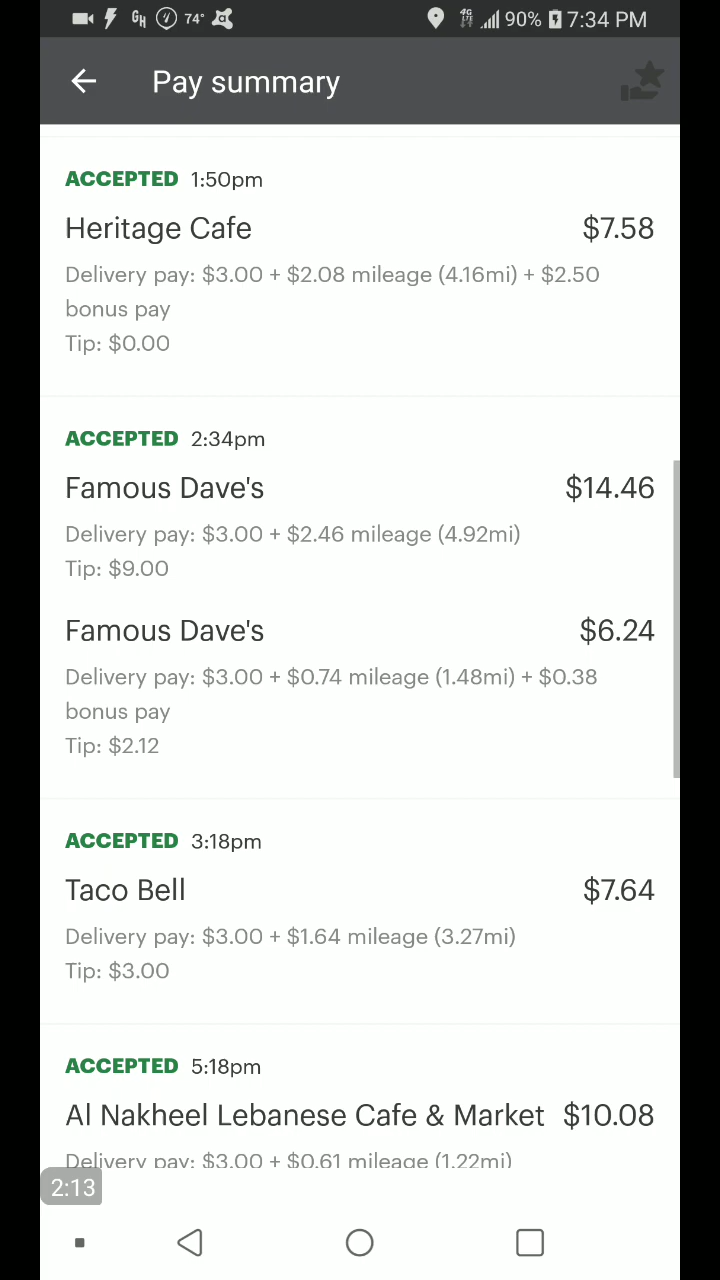 GH 74° 4G LTE 90% 7:34 PM
Pay summary
ACCEPTED 1:50pm
Heritage Cafe $7.58
Delivery pay: $3.00 + $2.08 mileage (4.16mi) + $2.50
bonus pay
Tip: $0.00
ACCEPTED 2:34pm
Famous Dave's $14.46
Delivery pay: $3.00 + $2.46 mileage (4.92mi)
Tip: $9.00
Famous Dave's $6.24
Delivery pay: $3.00 + $0.74 mileage (1.48mi) + $0.38
bonus pay
Tip: $2.12
ACCEPTED 3:18pm
Taco Bell $7.64
Delivery pay: $3.00 + $1.64 mileage (3.27mi)
Tip: $3.00
ACCEPTED 5:18pm
Al Nakheel Lebanese Cafe & Market $10.08
Delivery pay: $3.00 + $0.61 mileage (1.22mi)
2:13